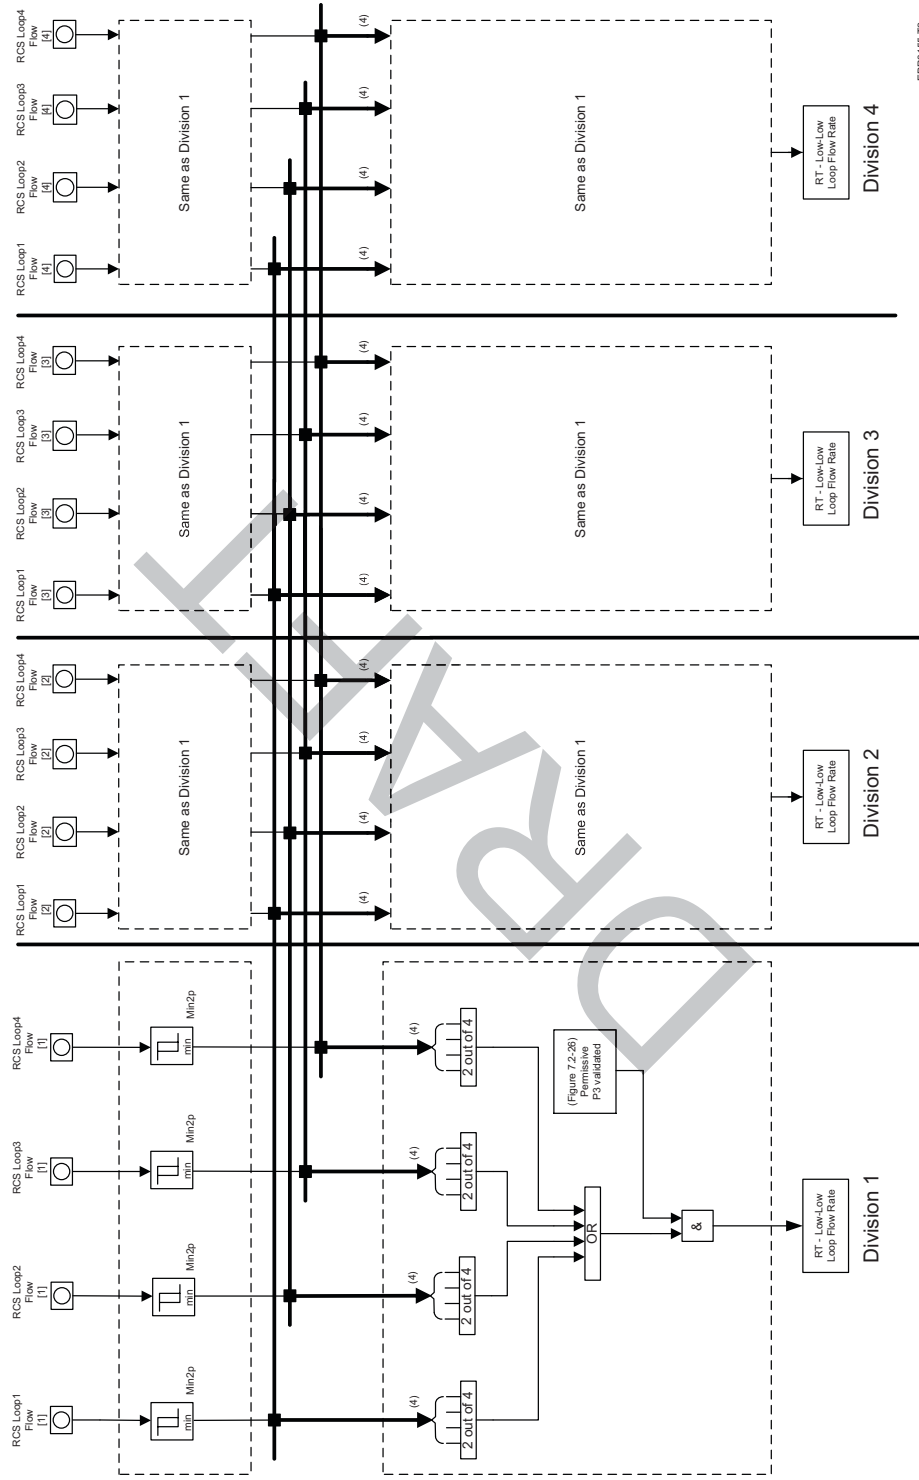 RCS Loop1
Flow
[1]
RCS Loop2
Flow
[1]
RCS Loop3
Flow
[1]
RCS Loop4
Flow
[1]
min
Min2p
min
Min2p
min
Min2p
min
Min2p
(4)
(4)
(4)
(4)
2 out of 4
2 out of 4
2 out of 4
2 out of 4
(Figure 7.2-26)
Permissive
P3 validated
OR
&
RT - Low-Low
Loop Flow Rate
Division 1
RCS Loop1
Flow
[2]
RCS Loop2
Flow
[2]
RCS Loop3
Flow
[2]
RCS Loop4
Flow
[2]
Same as Division 1
(4)
(4)
(4)
(4)
Same as Division 1
RT - Low-Low
Loop Flow Rate
Division 2
RCS Loop1
Flow
[3]
RCS Loop2
Flow
[3]
RCS Loop3
Flow
[3]
RCS Loop4
Flow
[3]
Same as Division 1
(4)
(4)
(4)
(4)
Same as Division 1
RT - Low-Low
Loop Flow Rate
Division 3
RCS Loop1
Flow
[4]
RCS Loop2
Flow
[4]
RCS Loop3
Flow
[4]
RCS Loop4
Flow
[4]
Same as Division 1
(4)
(4)
(4)
(4)
Same as Division 1
RT - Low-Low
Loop Flow Rate
Division 4
DRAFT